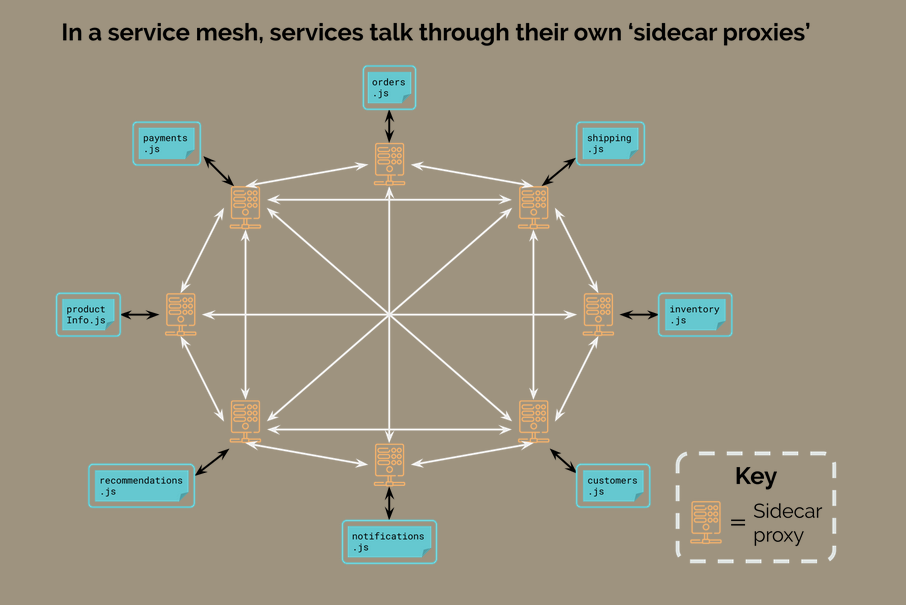 In a service mesh, services talk through their own ‘sidecar proxies’
orders
.js
payments
.js
shipping
.js
product
Info.js
inventory
.js
recommendations
.js
customers
.js
notifications
.js
Key
= Sidecar
proxy